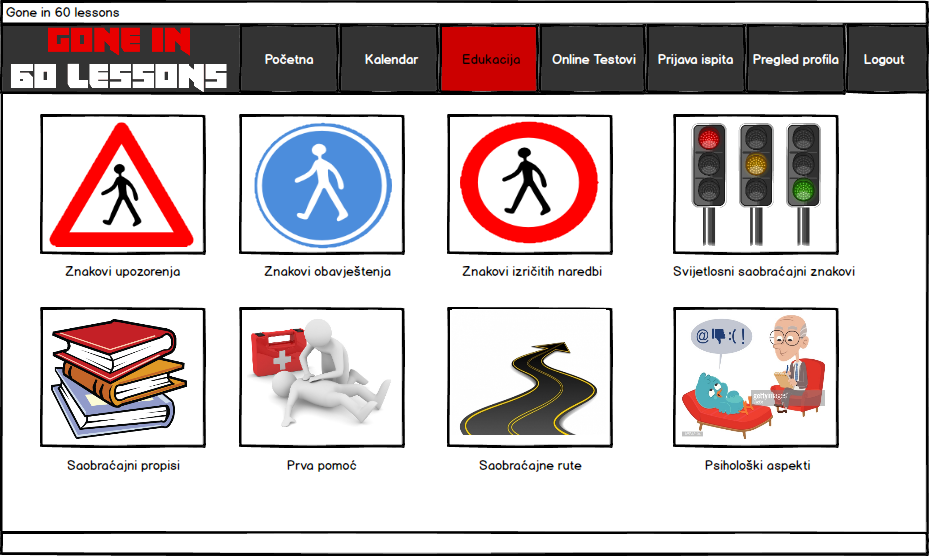 Gone in 60 lessons
GONE IN
60 LESSONS
Početna
Kalendar
Edukacija
Online Testovi
Prijava ispita
Pregled profila
Logout
Znakovi upozorenja
Znakovi obavještenja
Znakovi izričitih naredbi
Svijetlosni saobraćajni znakovi
@!👎:( !
gettyimages
Saobraćajni propisi
Prva pomoć
Saobraćajne rute
Psihološki aspekti